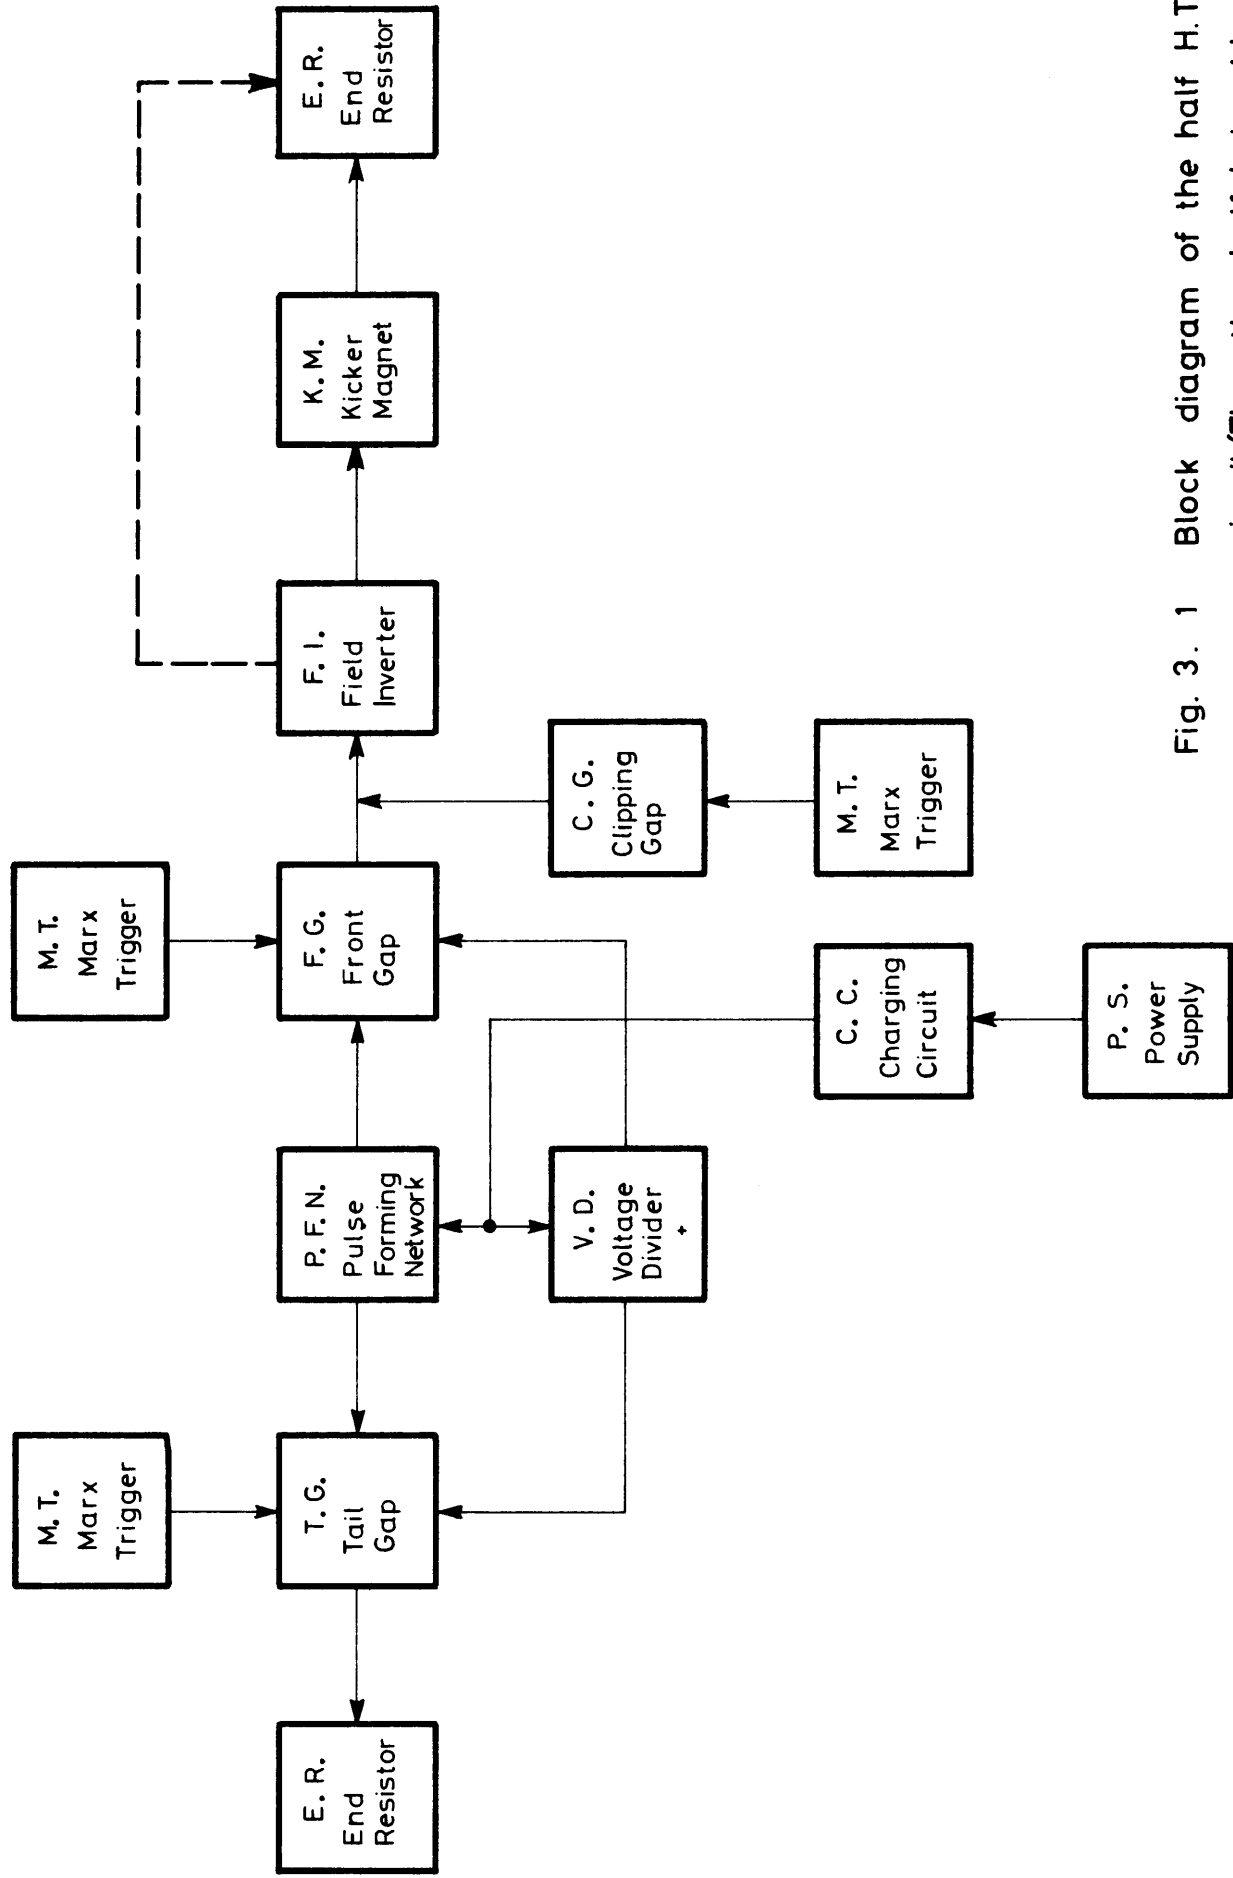 M.T.
Marx
Trigger
M.T.
Marx
Trigger
E.R.
End
Resistor
T.G.
Tail
Gap
P.F.N.
Pulse
Forming
Network
F.G.
Front
Gap
F.I.
Field
Inverter
K.M.
Kicker
Magnet
E.R.
End
Resistor
V.D.
Voltage
Divider
+
C.G.
Clipping
Gap
C.C.
Charging
Circuit
M.T.
Marx
Trigger
P.S.
Power
Supply
Fig. 3.1 Block diagram of the half H.T